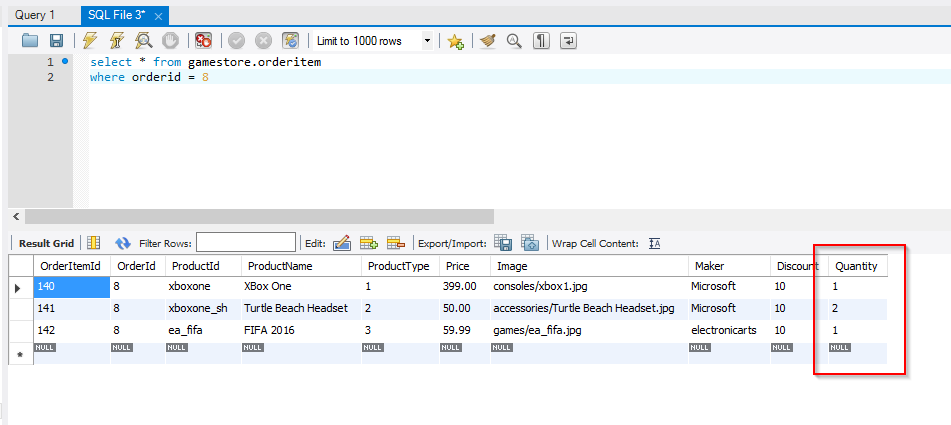 Query 1 SQL File 3*
Limit to 1000 rows
1 select * from gamestore.orderitem
2 where orderid = 8
Result Grid Filter Rows: Edit: Export/Import: Wrap Cell Content:
OrderItemId OrderId ProductId ProductName ProductType Price Image Maker Discount Quantity
140 8 xboxone XBox One 1 399.00 consoles/xbox1.jpg Microsoft 10 1
141 8 xboxone_sh Turtle Beach Headset 2 50.00 accessories/Turtle Beach Headset.jpg Microsoft 10 2
142 8 ea_fifa FIFA 2016 3 59.99 games/ea_fifa.jpg electronicarts 10 1
NULL NULL NULL NULL NULL NULL NULL NULL NULL NULL